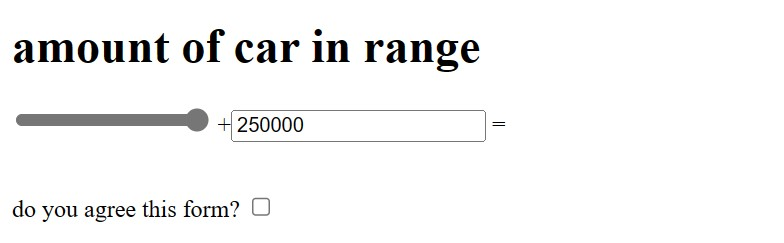 amount of car in range
+ 250000 =
do you agree this form?